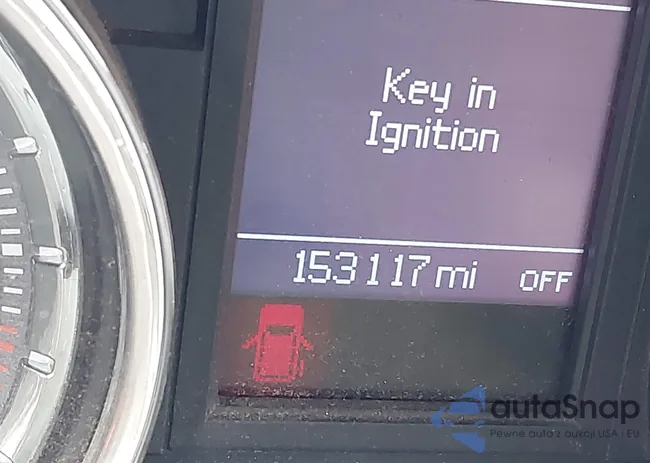 Key in
Ignition
153117 mi OFF
autaSnap
Pewne auta z aukcji USA i EU